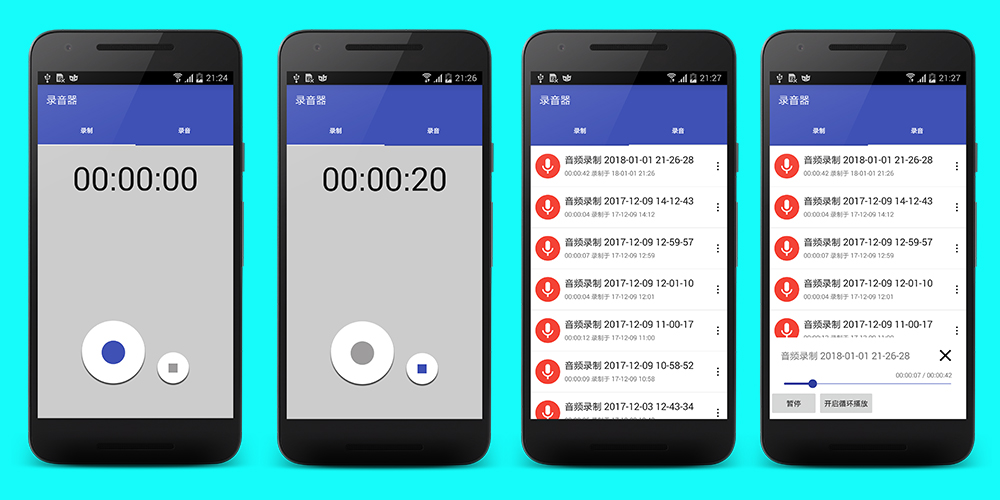 21:24
录音器
录制 录音
00:00:00
21:26
录音器
录制 录音
00:00:20
21:27
录音器
录制 录音
音频录制 2018-01-01 21-26-28
00:00:42 录制于 18-01-01 21:26
音频录制 2017-12-09 14-12-43
00:00:04 录制于 17-12-09 14:12
音频录制 2017-12-09 12-59-57
00:00:07 录制于 17-12-09 12:59
音频录制 2017-12-09 12-01-10
00:00:04 录制于 17-12-09 12:01
音频录制 2017-12-09 11-00-17
00:00:12 录制于 17-12-09 11:00
音频录制 2017-12-09 10-58-52
00:00:09 录制于 17-12-09 10:58
音频录制 2017-12-03 12-43-34
21:27
录音器
录制 录音
音频录制 2018-01-01 21-26-28
00:00:42 录制于 18-01-01 21:26
音频录制 2017-12-09 14-12-43
00:00:04 录制于 17-12-09 14:12
音频录制 2017-12-09 12-59-57
00:00:07 录制于 17-12-09 12:59
音频录制 2017-12-09 12-01-10
00:00:04 录制于 17-12-09 12:01
音频录制 2017-12-09 11-00-17
音频录制 2018-01-01 21-26-28
00:00:07 / 00:00:42
暂停 开启循环播放